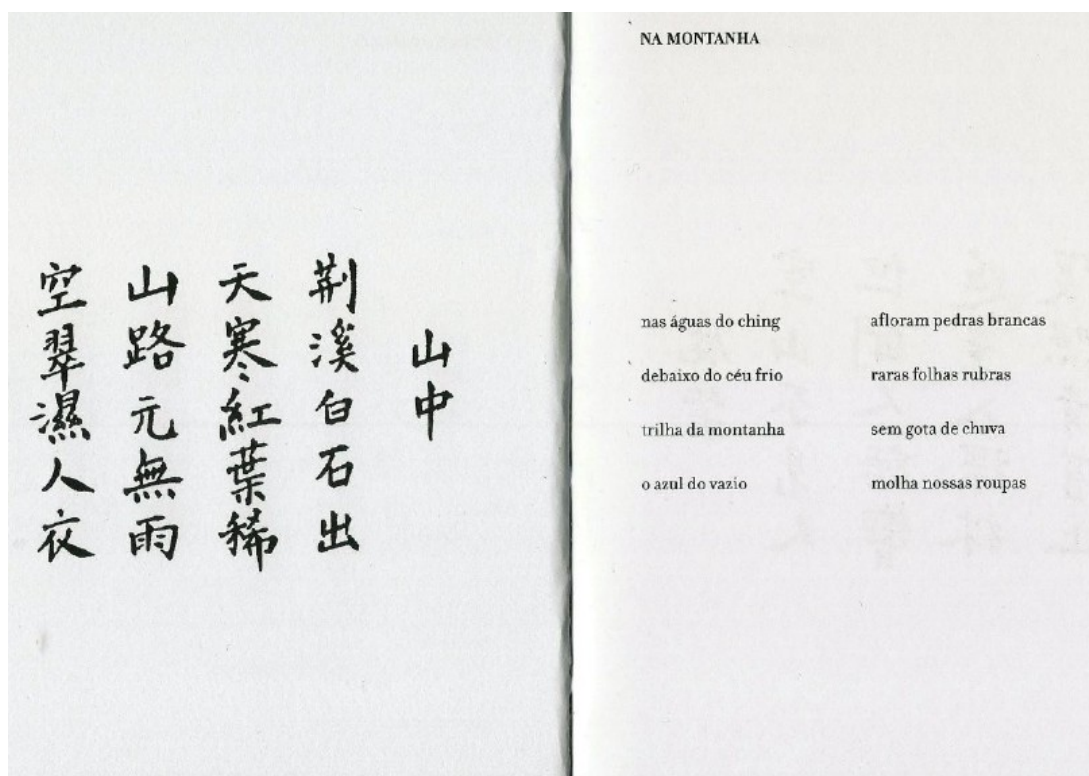 山中
荆溪白石出
天寒紅葉稀
山路元無雨
空翠濕人衣
NA MONTANHA
nas águas do ching afloram pedras brancas
debaixo do céu frio raras folhas rubras
trilha da montanha sem gota de chuva
o azul do vazio molha nossas roupas